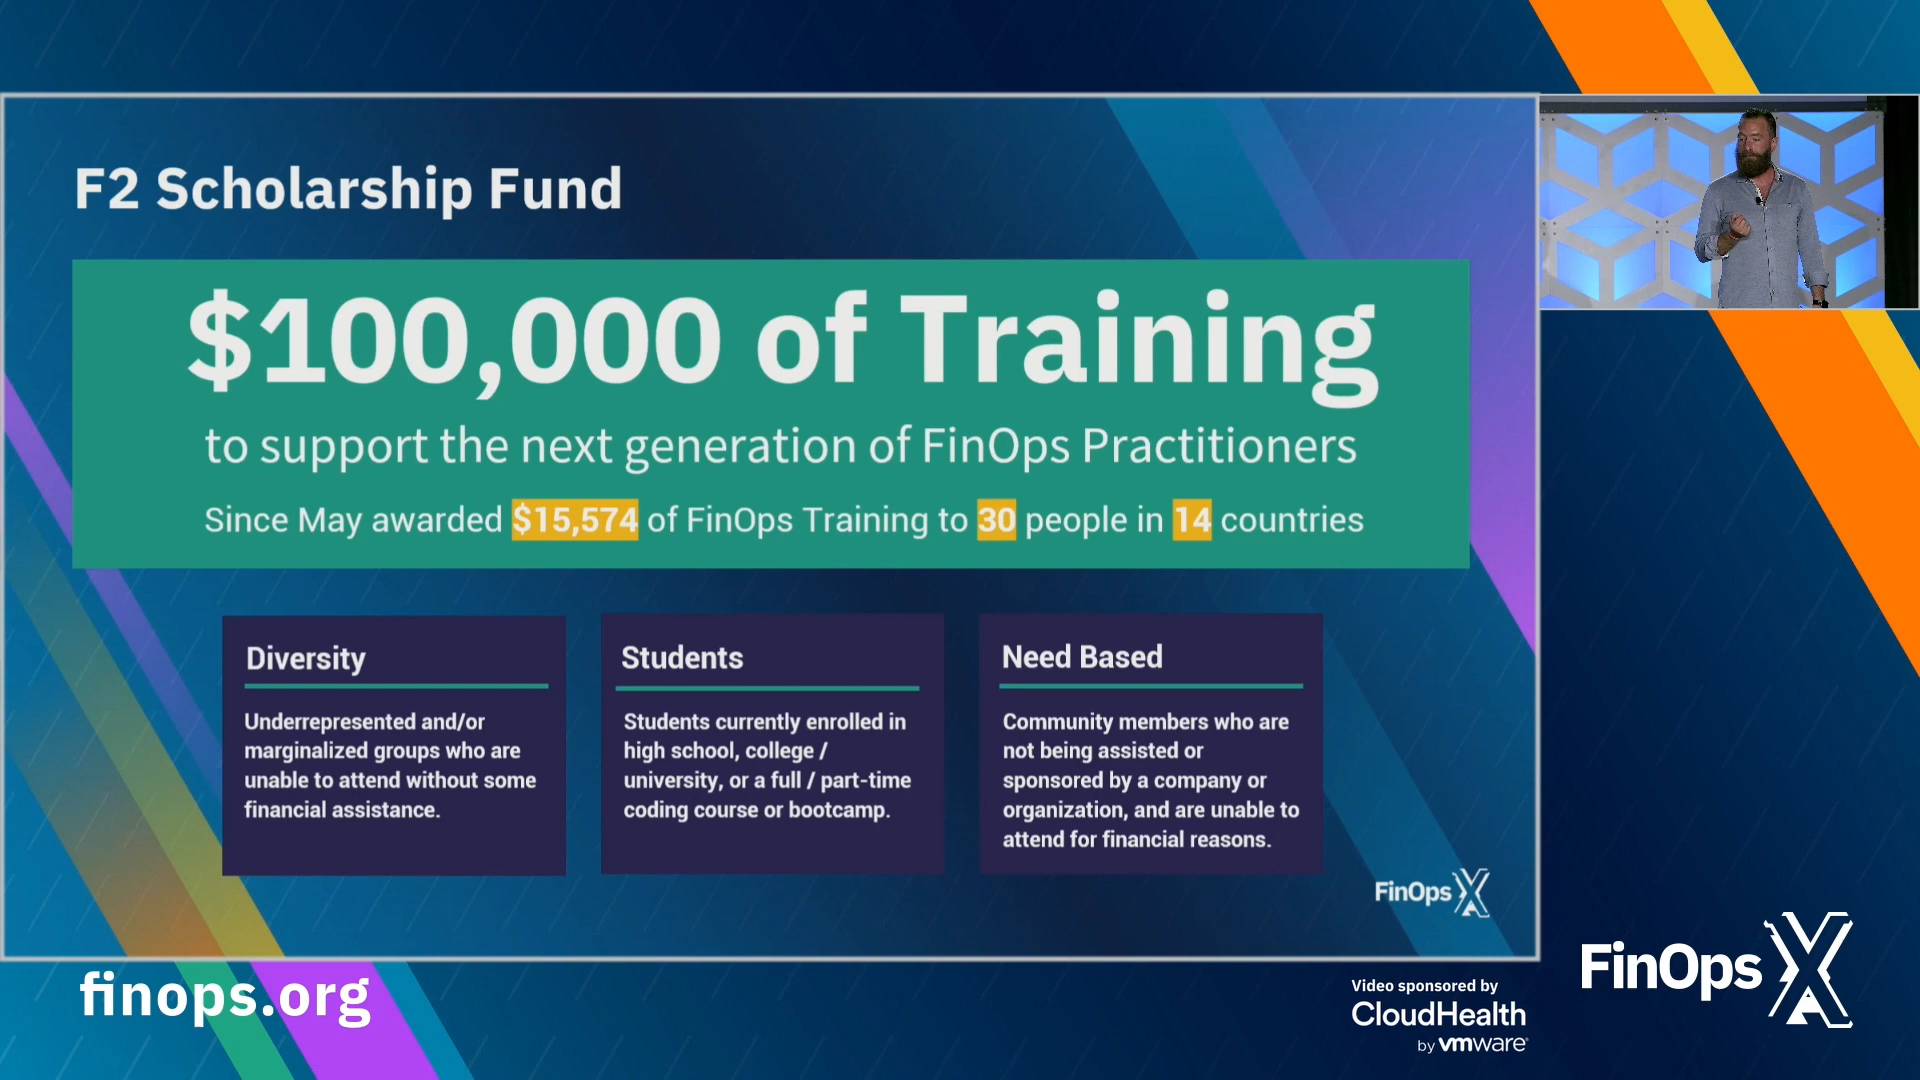 F2 Scholarship Fund
$100,000 of Training
to support the next generation of FinOps Practitioners
Since May awarded $15,574 of FinOps Training to 30 people in 14 countries
Diversity
Underrepresented and/or
marginalized groups who are
unable to attend without some
financial assistance.
Students
Students currently enrolled in
high school, college /
university, or a full / part-time
coding course or bootcamp.
Need Based
Community members who are
not being assisted or
sponsored by a company or
organization, and are unable to
attend for financial reasons.
FinOps X
finops.org
Video sponsored by
CloudHealth
by vmware®
FinOps X